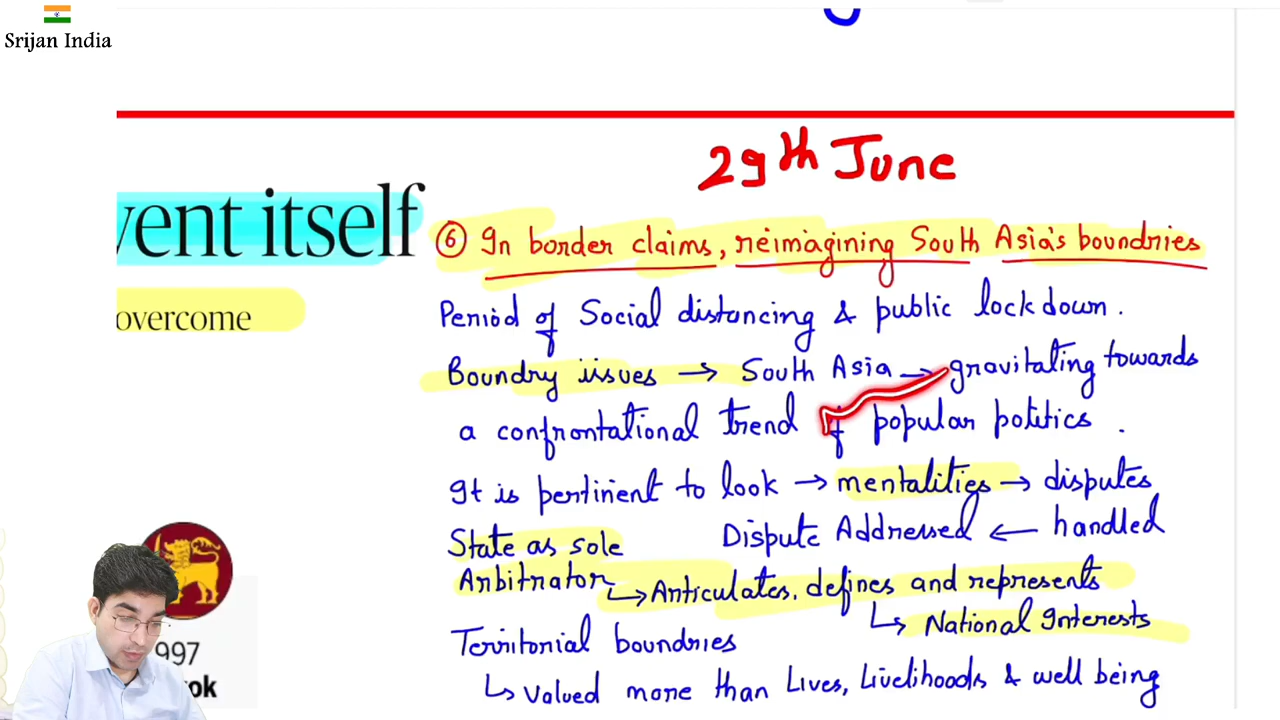 Srijan India
29th June
vent itself
⑥ In border claims, reimagining South Asia's boundries
overcome
Period of Social distancing & public lockdown.
Boundry issues → South Asia → gravitating towards
a confrontational trend of popular politics.
It is pertinent to look → mentalities → disputes
State as sole Dispute Addressed ← handled
Arbitrator ↳ Articulates, defines and represents
↳ National Interests
Territorial boundries
997
ok
↳ Valued more than Lives, Livelihoods & well being